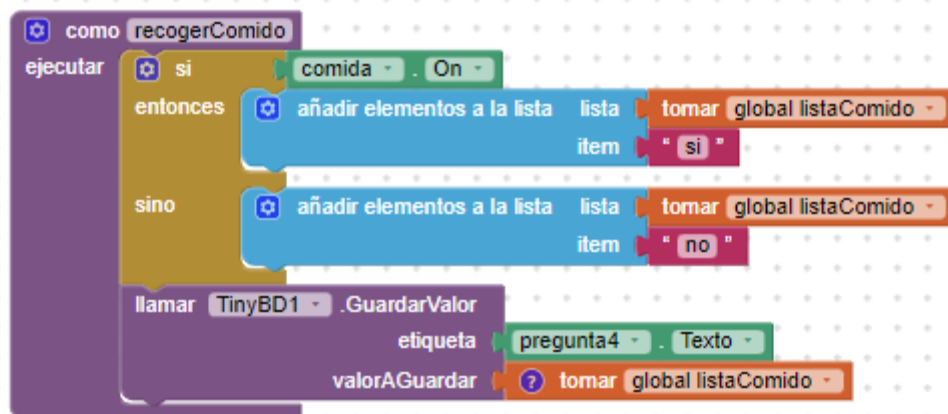 como recogerComido
ejecutar si comida . On
entonces añadir elementos a la lista lista tomar global listaComido
item " si "
sino añadir elementos a la lista lista tomar global listaComido
item " no "
llamar TinyBD1 .GuardarValor
etiqueta pregunta4 . Texto
valorAGuardar ? tomar global listaComido